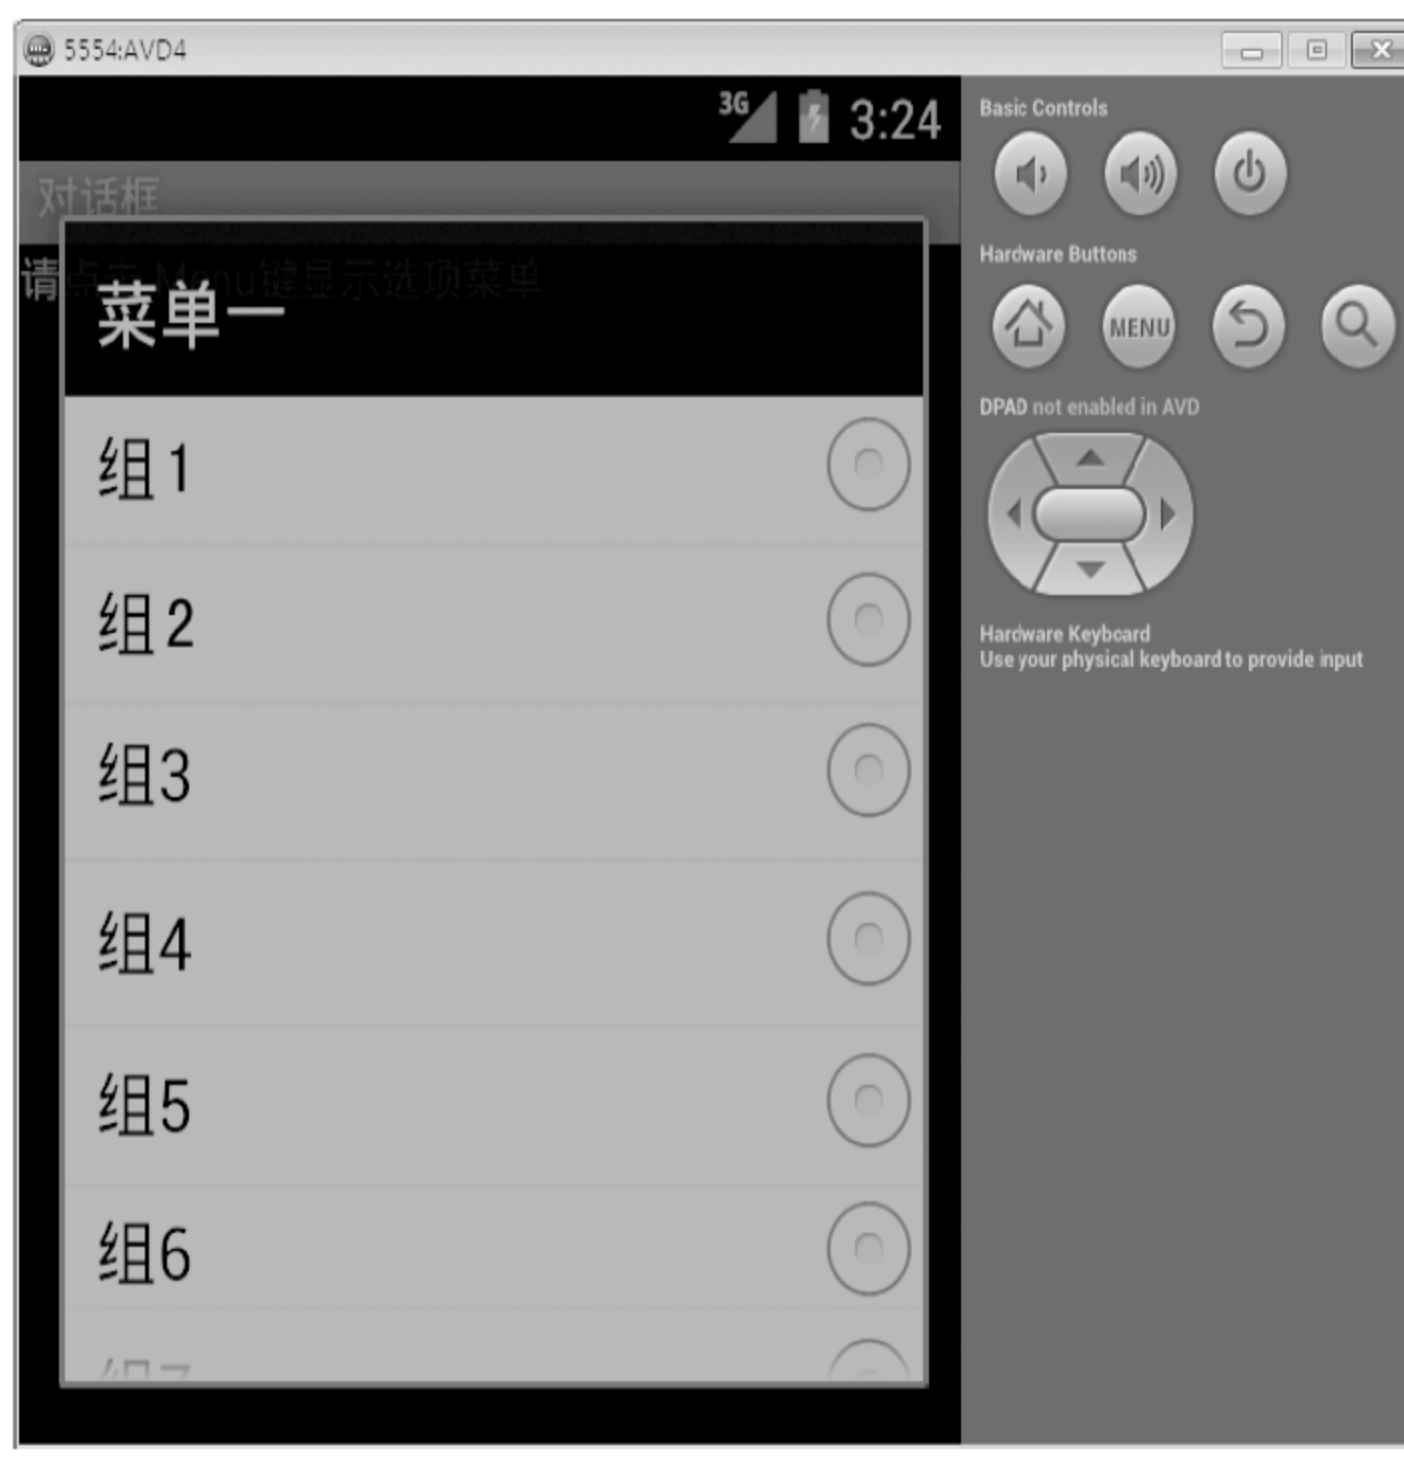 5554:AVD4
3G 3:24
对话框
请点击 Menu键显示选项菜单
菜单一
组1
组2
组3
组4
组5
组6
组7
Basic Controls
Hardware Buttons
MENU
DPAD not enabled in AVD
Hardware Keyboard
Use your physical keyboard to provide input